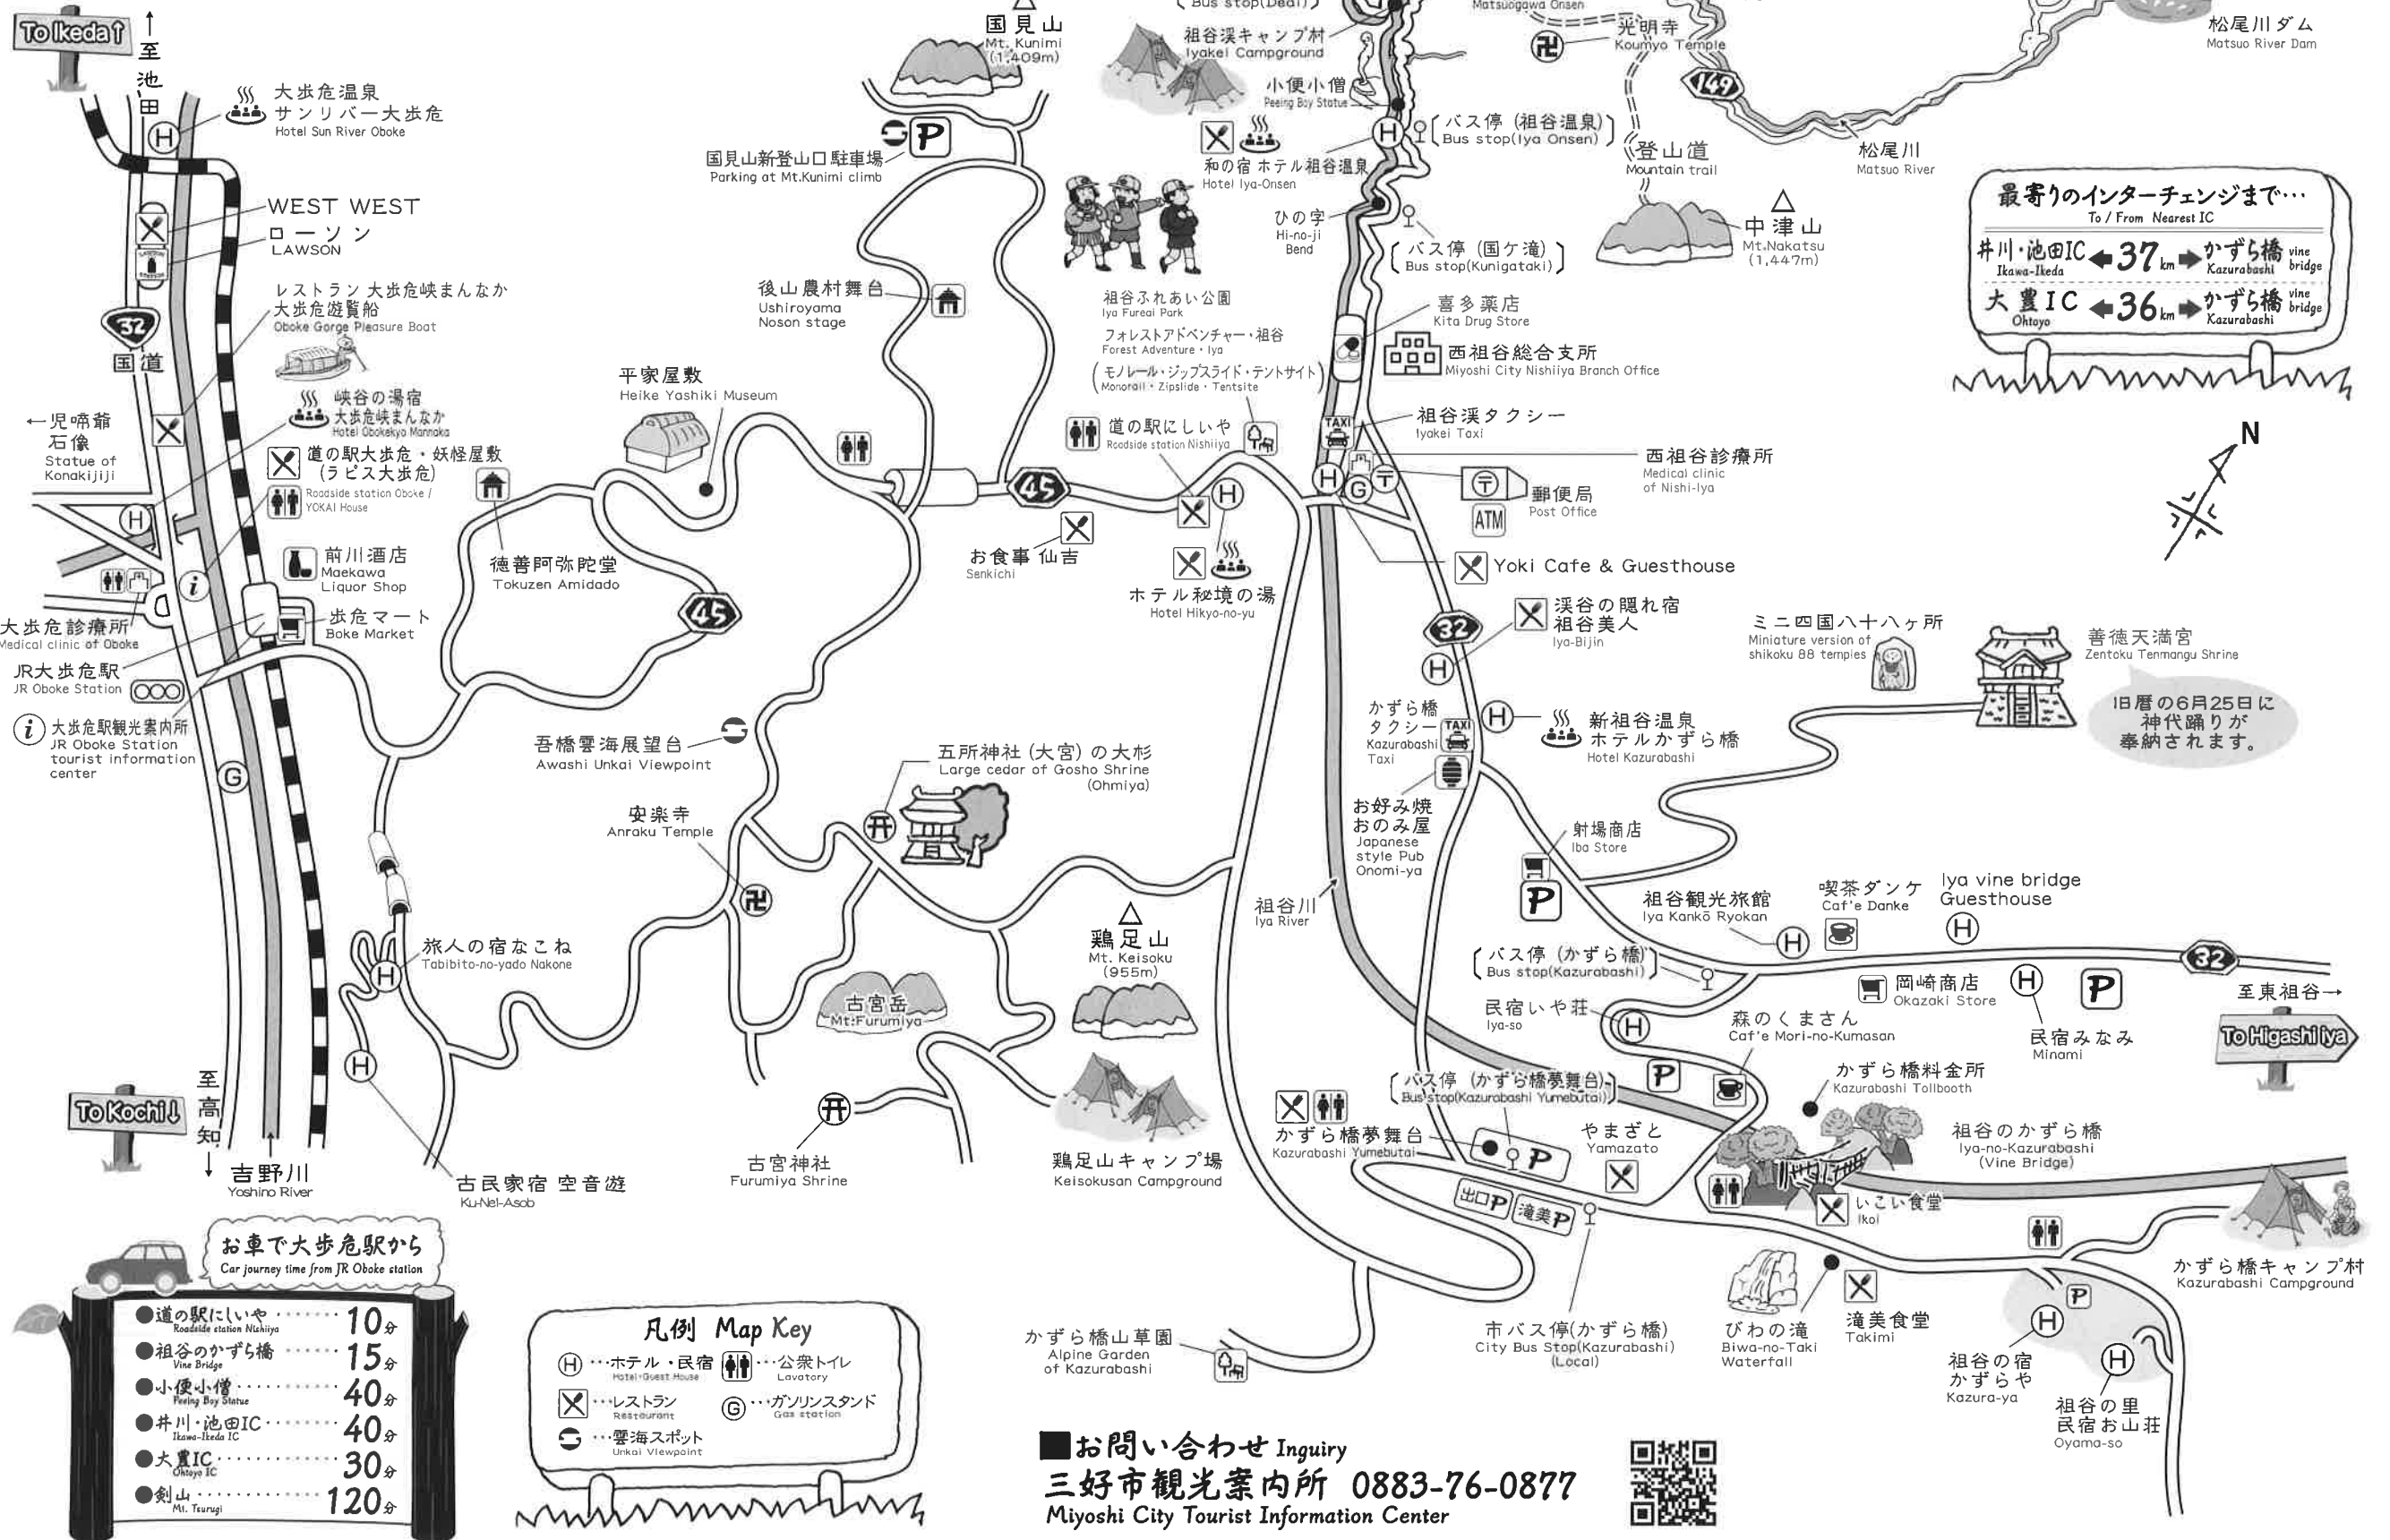 To Ikeda↑
↑至池田
大歩危温泉
サンリバー大歩危
Hotel Sun River Oboke
H
WEST WEST
ローソン
LAWSON
32
国道
レストラン 大歩危峡まんなか
大歩危遊覧船
Oboke Gorge Pleasure Boat
峡谷の湯宿
大歩危峡まんなか
Hotel Obokekyo Mannaka
←児啼爺
石像
Statue of
Konakijiji
道の駅大歩危・妖怪屋敷
(ラピス大歩危)
Roadside station Oboke /
YOKAI House
H
i
前川酒店
Maekawa
Liquor Shop
歩危マート
Boke Market
大歩危診療所
Medical clinic of Oboke
JR大歩危駅
JR Oboke Station
i
大歩危駅観光案内所
JR Oboke Station
tourist information
center
G
To Kochi↓
至高知↓
吉野川
Yoshino River
旅人の宿なこね
Tabibito-no-yado Nakone
H
H
古民家宿 空音遊
Ku-Nel-Asob
国見山
Mt. Kunimi
(1,409m)
P
国見山新登山口駐車場
Parking at Mt.Kunimi climb
後山農村舞台
Ushiroyama
Noson stage
平家屋敷
Heike Yashiki Museum
徳善阿弥陀堂
Tokuzen Amidado
45
45
吾橋雲海展望台
Awashi Unkai Viewpoint
安楽寺
Anraku Temple
卍
五所神社 (大宮) の大杉
Large cedar of Gosho Shrine
(Ohmiya)
古宮岳
Mt.Furumiya
古宮神社
Furumiya Shrine
鶏足山
Mt. Keisoku
(955m)
鶏足山キャンプ場
Keisokusan Campground
Bus stop(Deai)
祖谷渓キャンプ村
Iyakei Campground
小便小僧
Peeing Boy Statue
Matsuogawa Onsen
光明寺
Koumyo Temple
卍
149
松尾川ダム
Matsuo River Dam
H
バス停 (祖谷温泉)
Bus stop(Iya Onsen)
和の宿 ホテル祖谷温泉
Hotel Iya-Onsen
登山道
Mountain trail
松尾川
Matsuo River
ひの字
Hi-no-ji
Bend
バス停 (国ケ滝)
Bus stop(Kunigataki)
中津山
Mt.Nakatsu
(1,447m)
最寄りのインターチェンジまで…
To / From Nearest IC
井川・池田IC ←37km→ かずら橋 vine bridge
Ikawa-Ikeda Kazurabashi
大豊IC ←36km→ かずら橋 vine bridge
Ohtoyo Kazurabashi
祖谷ふれあい公園
Iya Fureai Park
フォレストアドベンチャー・祖谷
Forest Adventure・Iya
(モノレール・ジップスライド・テントサイト)
Monorail・Zipslide・Tentsite
喜多薬店
Kita Drug Store
西祖谷総合支所
Miyoshi City Nishiiya Branch Office
道の駅にしいや
Roadside station Nishiiya
TAXI
祖谷渓タクシー
Iyakei Taxi
西祖谷診療所
Medical clinic
of Nishi-Iya
H
G
〒
〒
郵便局
Post Office
ATM
N
お食事 仙吉
Senkichi
H
ホテル秘境の湯
Hotel Hikyo-no-yu
Yoki Cafe & Guesthouse
32
渓谷の隠れ宿
祖谷美人
Iya-Bijin
H
ミニ四国八十八ヶ所
Miniature version of
shikoku 88 temples
善徳天満宮
Zentoku Tenmangu Shrine
旧暦の6月25日に
神代踊りが
奉納されます。
かずら橋
タクシー
Kazurabashi
Taxi
TAXI
H
新祖谷温泉
ホテルかずら橋
Hotel Kazurabashi
お好み焼
おのみ屋
Japanese
style Pub
Onomi-ya
射場商店
Iba Store
P
祖谷川
Iya River
祖谷観光旅館
Iya Kankō Ryokan
H
喫茶ダンケ
Caf'e Danke
Iya vine bridge
Guesthouse
H
32
バス停 (かずら橋)
Bus stop(Kazurabashi)
岡崎商店
Okazaki Store
H
P
民宿みなみ
Minami
至東祖谷→
To Higashi iya
民宿いや荘
Iya-so
H
森のくまさん
Caf'e Mori-no-Kumasan
P
かずら橋料金所
Kazurabashi Tollbooth
バス停 (かずら橋夢舞台)
Bus stop(Kazurabashi Yumebutai)
かずら橋夢舞台
Kazurabashi Yumebutai
P
やまざと
Yamazato
祖谷のかずら橋
Iya-no-Kazurabashi
(Vine Bridge)
出口P
滝美P
いこい食堂
Ikoi
かずら橋キャンプ村
Kazurabashi Campground
かずら橋山草園
Alpine Garden
of Kazurabashi
市バス停(かずら橋)
City Bus Stop(Kazurabashi)
(Local)
びわの滝
Biwa-no-Taki
Waterfall
滝美食堂
Takimi
P
H
祖谷の宿
かずらや
Kazura-ya
H
祖谷の里
民宿お山荘
Oyama-so
お車で大歩危駅から
Car journey time from JR Oboke station
●道の駅にしいや ……… 10分
Roadside station Nishiiya
●祖谷のかずら橋 …… 15分
Vine Bridge
●小便小僧 ………… 40分
Peeing Boy Statue
●井川・池田IC ……… 40分
Ikawa-Ikeda IC
●大豊IC ………… 30分
Ohtoyo IC
●剣山 ………… 120分
Mt. Tsurugi
凡例 Map Key
H …ホテル・民宿
Hotel・Guest House
…公衆トイレ
Lavatory
…レストラン
Restaurant
G …ガソリンスタンド
Gas station
…雲海スポット
Unkai Viewpoint
■お問い合わせ Inguiry
三好市観光案内所 0883-76-0877
Miyoshi City Tourist Information Center